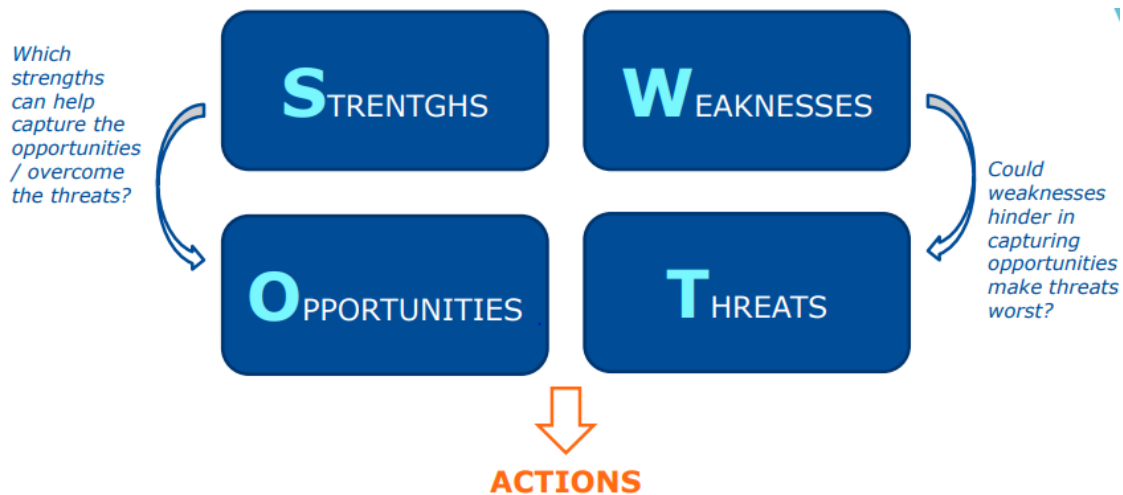 Which
strengths
can help
capture the
opportunities
/ overcome
the threats?
STRENTGHS
WEAKNESSES
OPPORTUNITIES
THREATS
Could
weaknesses
hinder in
capturing
opportunities
make threats
worst?
ACTIONS